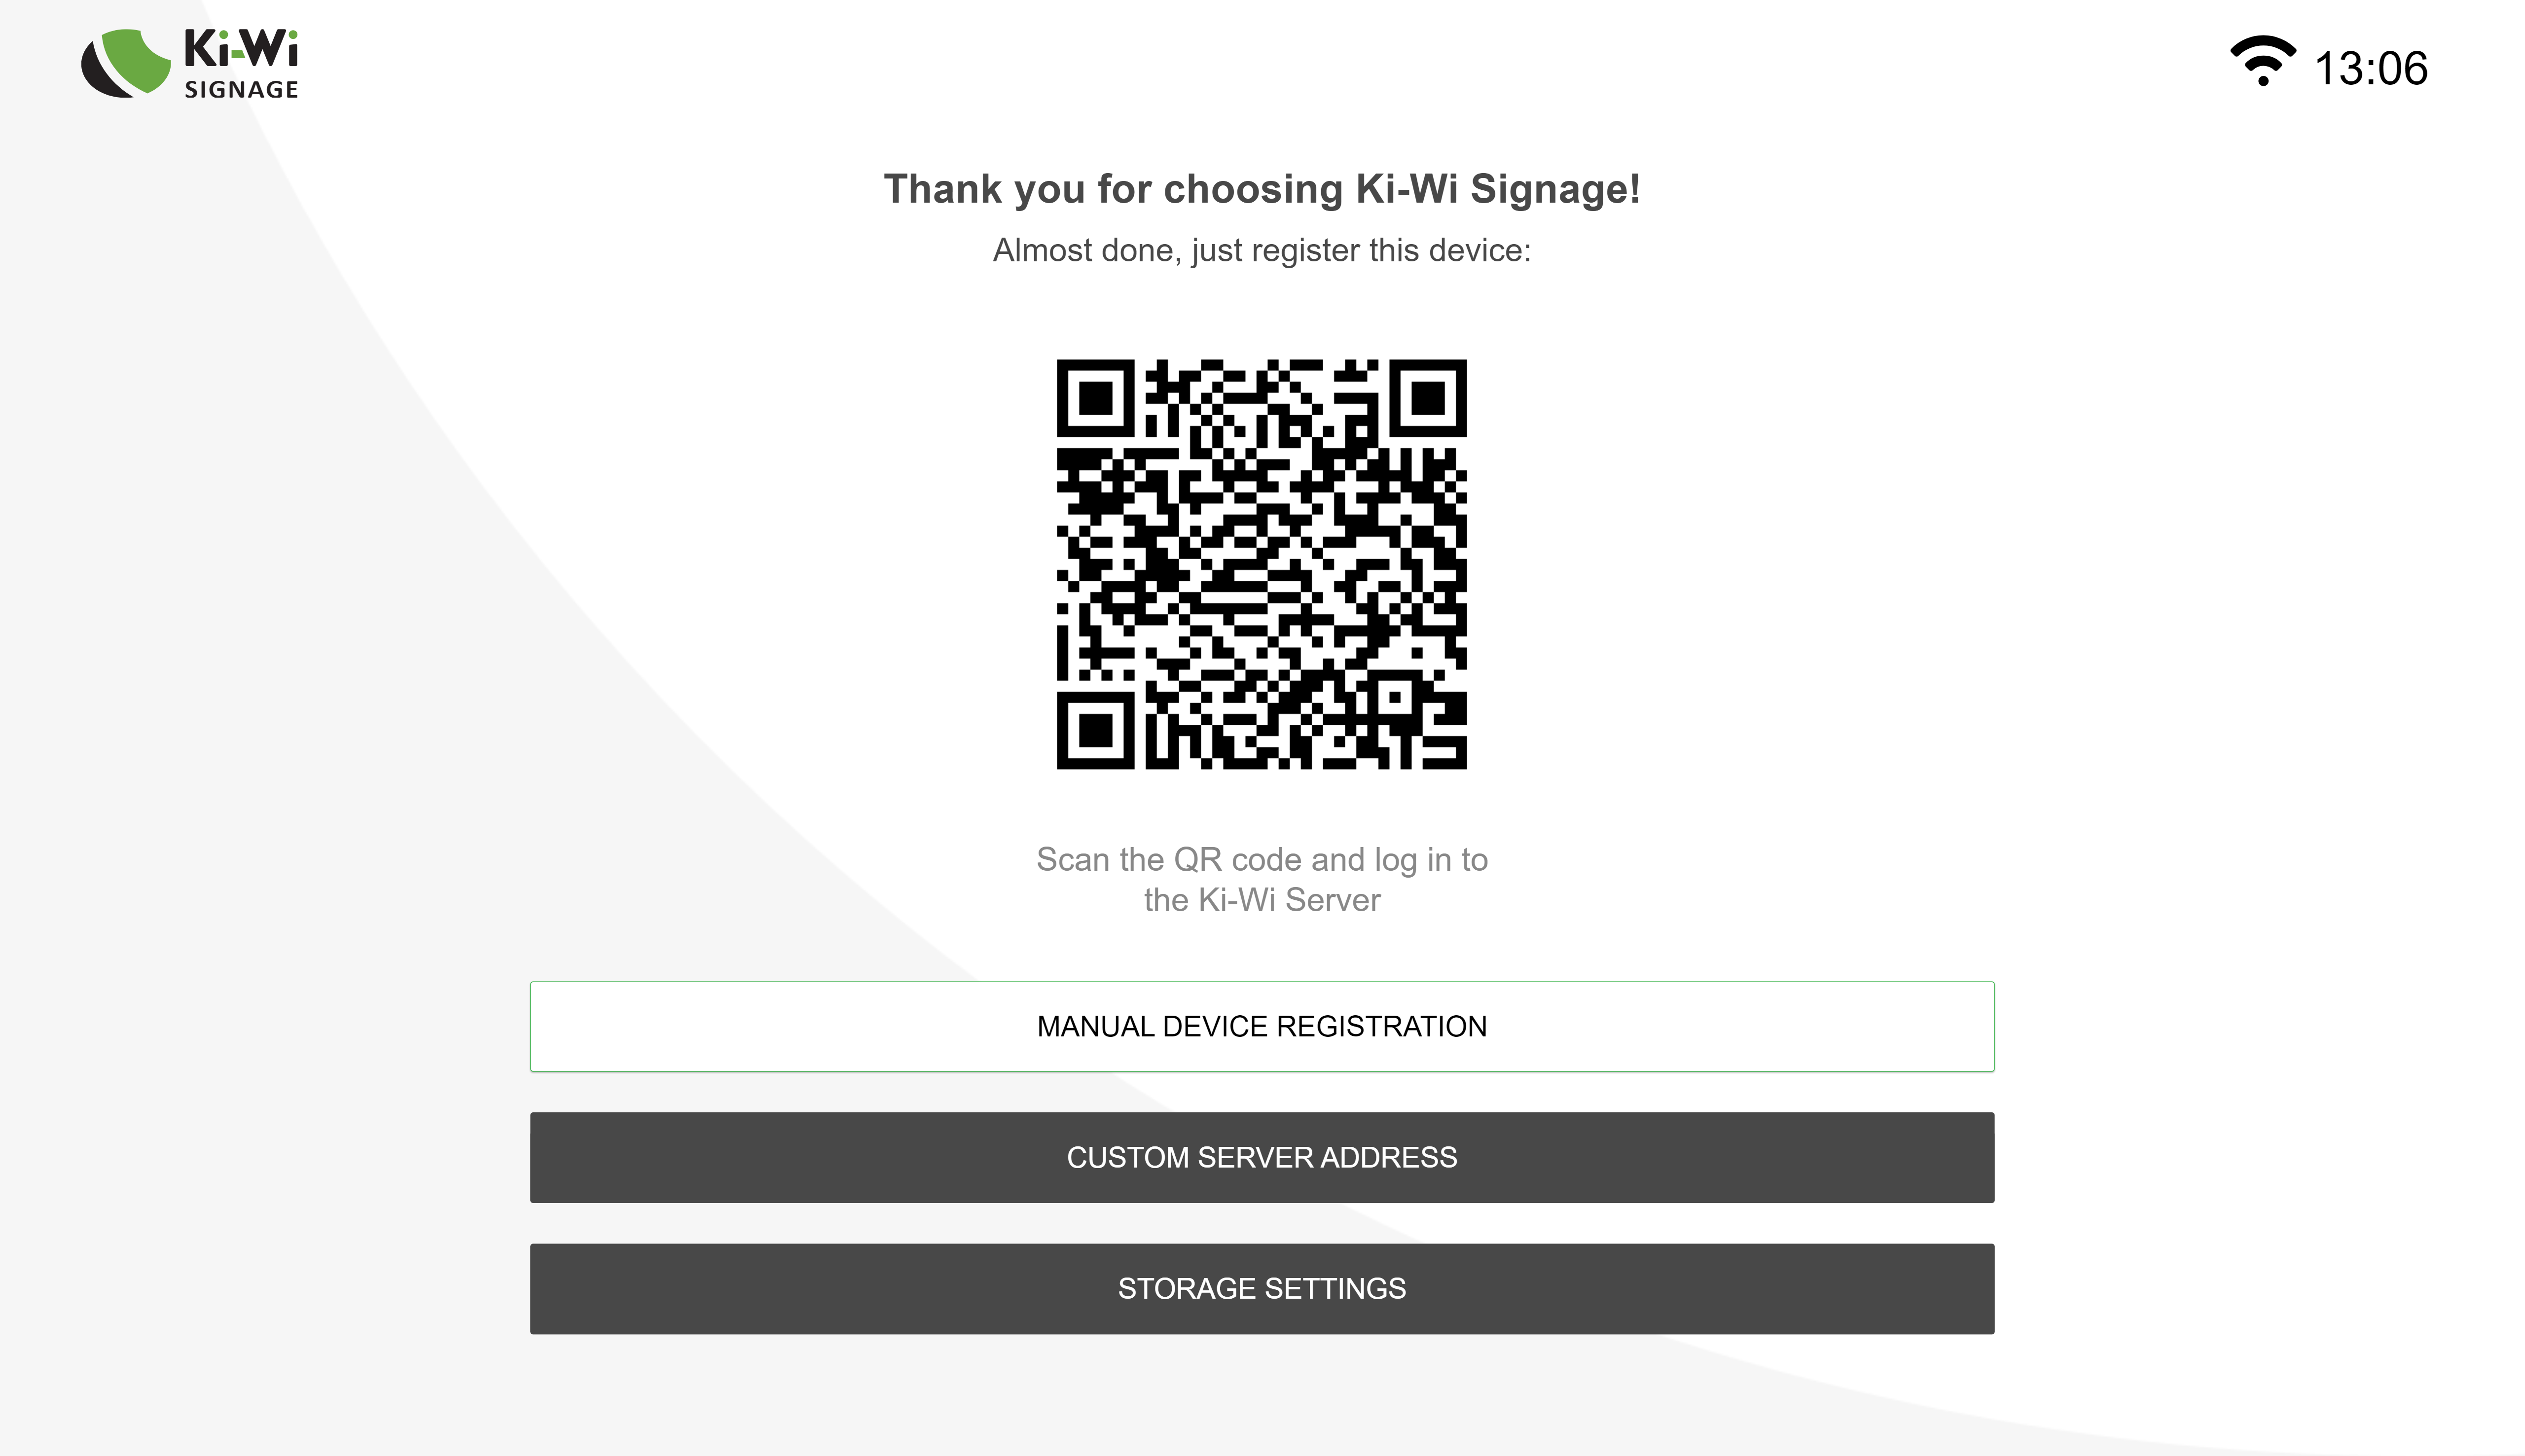 Ki-Wi
SIGNAGE
13:06
Thank you for choosing Ki-Wi Signage!
Almost done, just register this device:
Scan the QR code and log in to
the Ki-Wi Server
MANUAL DEVICE REGISTRATION
CUSTOM SERVER ADDRESS
STORAGE SETTINGS